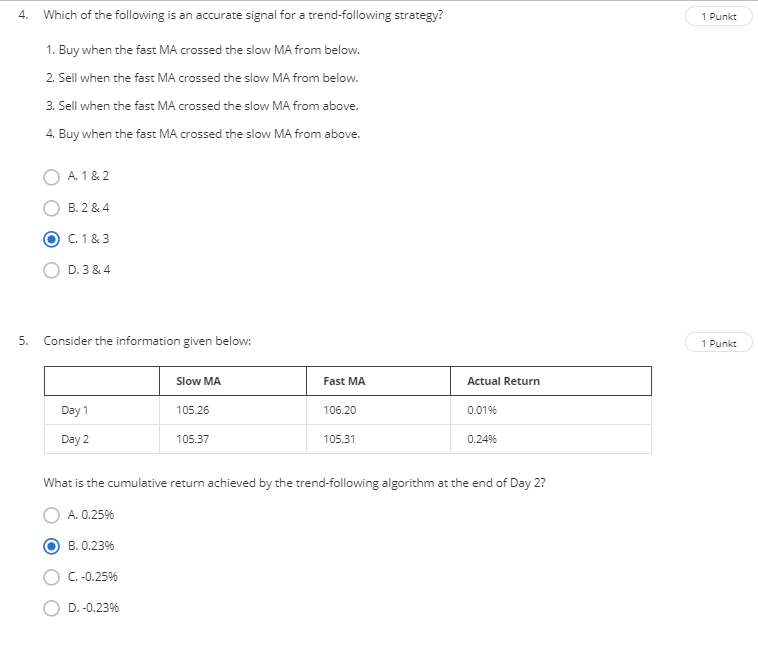 4. Which of the following is an accurate signal for a trend-following strategy? 1 Punkt
1. Buy when the fast MA crossed the slow MA from below.
2. Sell when the fast MA crossed the slow MA from below.
3. Sell when the fast MA crossed the slow MA from above.
4. Buy when the fast MA crossed the slow MA from above.
A. 1 & 2
B. 2 & 4
C. 1 & 3
D. 3 & 4
5. Consider the information given below: 1 Punkt
Slow MA Fast MA Actual Return
Day 1 105.26 106.20 0.01%
Day 2 105.37 105.31 0.24%
What is the cumulative return achieved by the trend-following algorithm at the end of Day 2?
A. 0.25%
B. 0.23%
C. -0.25%
D. -0.23%